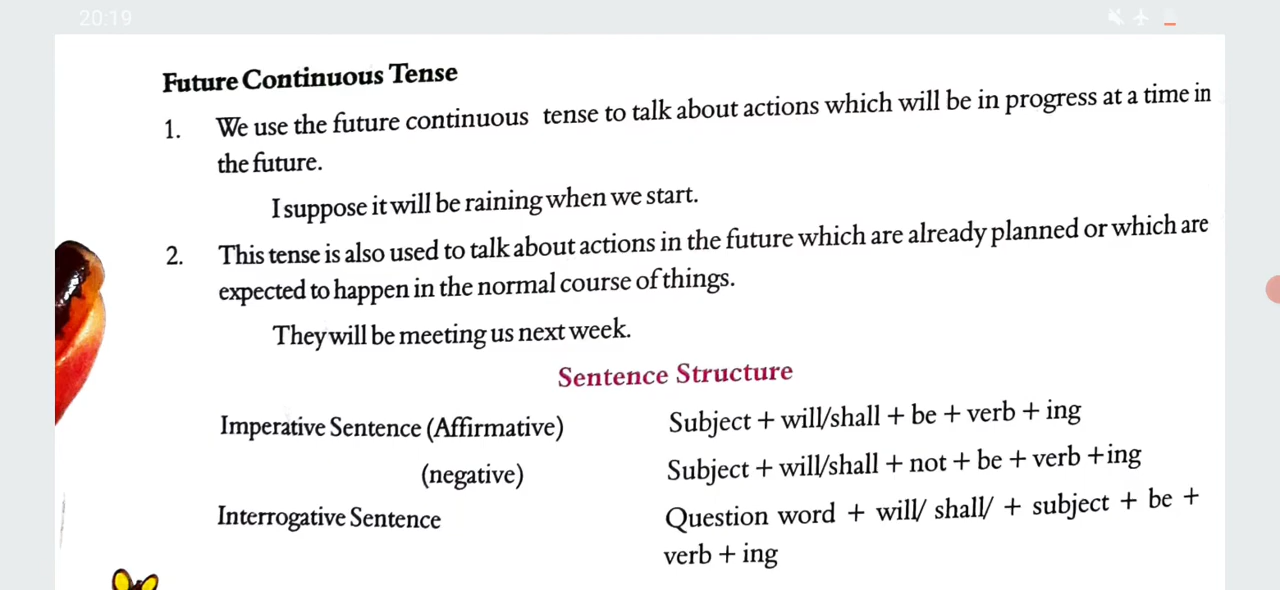 20:19
Future Continuous Tense
1. We use the future continuous tense to talk about actions which will be in progress at a time in
the future.
I suppose it will be raining when we start.
2. This tense is also used to talk about actions in the future which are already planned or which are
expected to happen in the normal course of things.
They will be meeting us next week.
Sentence Structure
Imperative Sentence (Affirmative) Subject + will/shall + be + verb + ing
(negative) Subject + will/shall + not + be + verb +ing
Interrogative Sentence Question word + will/ shall/ + subject + be +
verb + ing